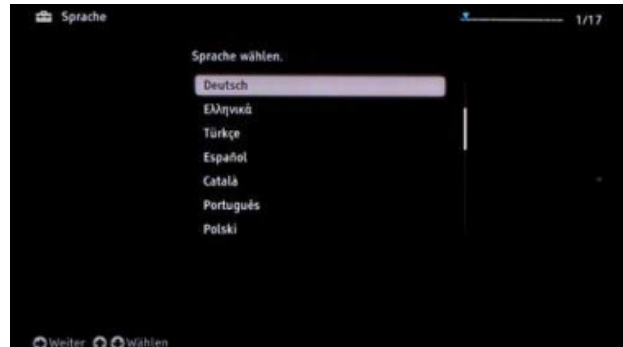 Sprache
1/17
Sprache wählen.
Deutsch
Ελληνικά
Türkçe
Español
Català
Português
Polski
Weiter Wählen